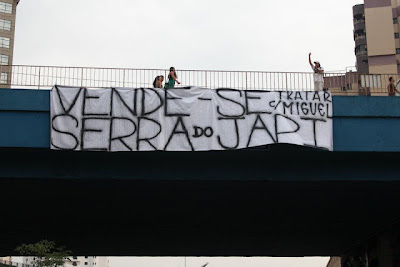 VENDE-SE TRATAR
C/MIGUEL
SERRA DO JAPI